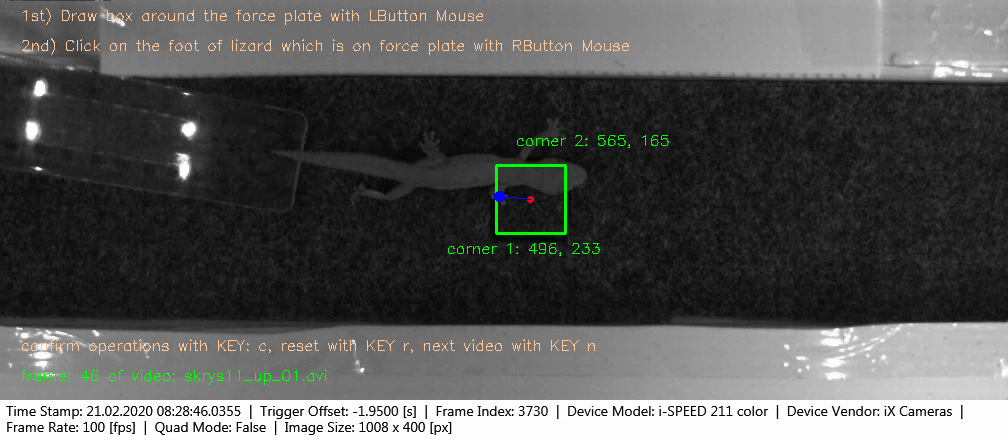 1st) Draw box around the force plate with LButton Mouse
2nd) Click on the foot of lizard which is on force plate with RButton Mouse
corner 2: 565, 165
corner 1: 496, 233
confirm operations with KEY: c, reset with KEY r, next video with KEY n
frame: 46 of video: skrys11_up_01.avi
Time Stamp: 21.02.2020 08:28:46.0355 | Trigger Offset: -1.9500 [s] | Frame Index: 3730 | Device Model: i-SPEED 211 color | Device Vendor: iX Cameras |
Frame Rate: 100 [fps] | Quad Mode: False | Image Size: 1008 x 400 [px]